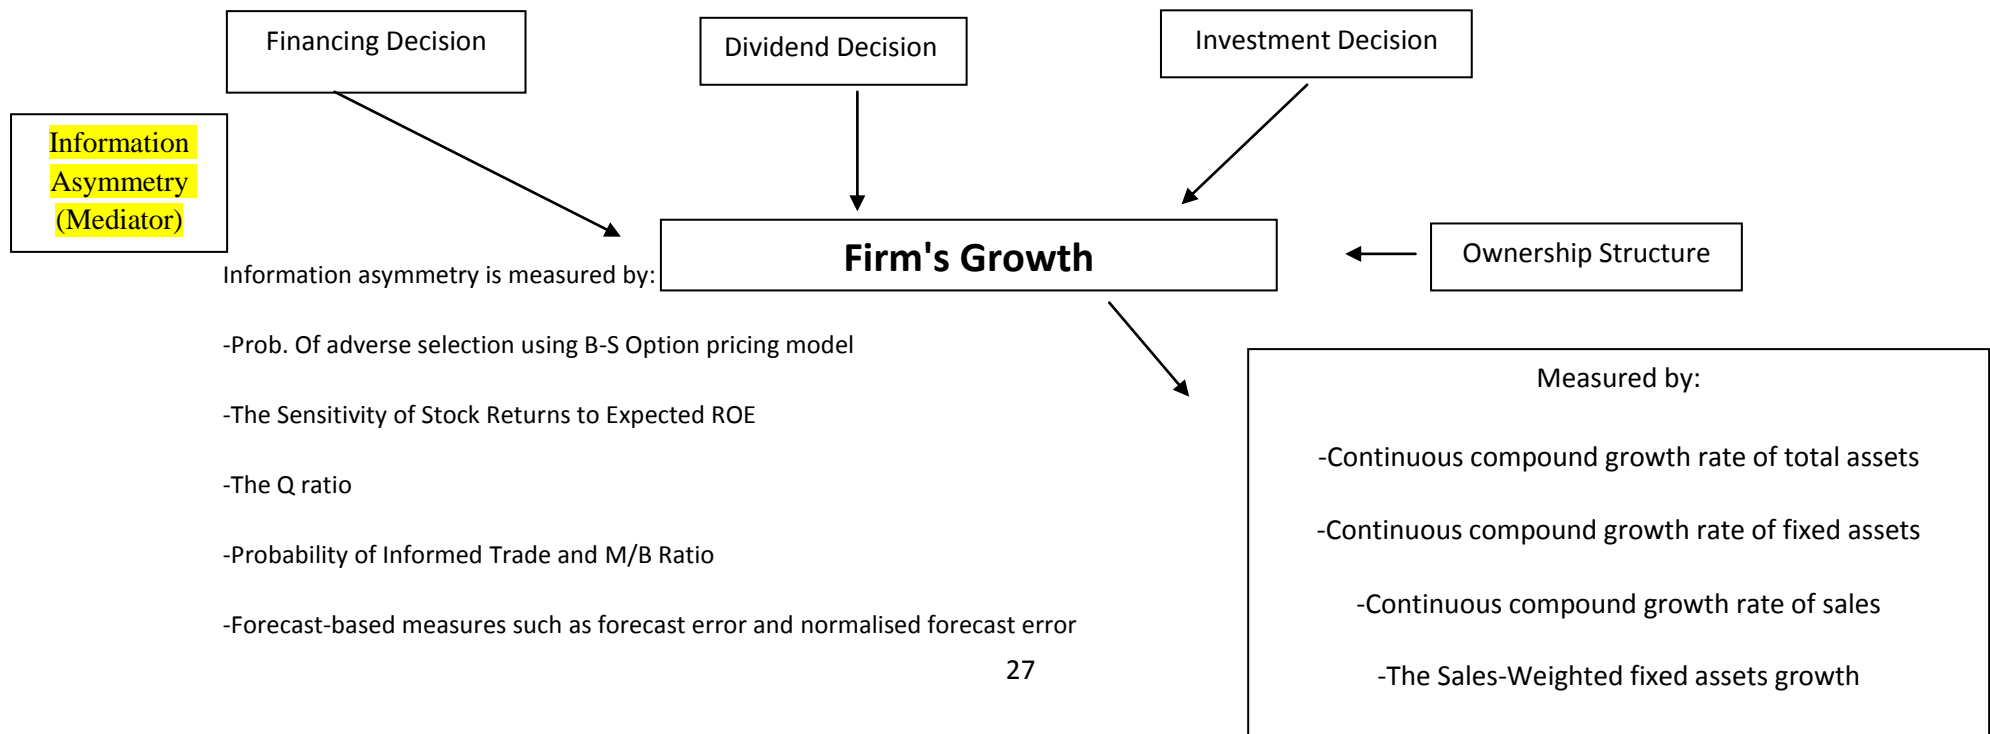 Financing Decision
Dividend Decision
Investment Decision
Information
Asymmetry
(Mediator)
Firm's Growth
Ownership Structure
Information asymmetry is measured by:
-Prob. Of adverse selection using B-S Option pricing model
-The Sensitivity of Stock Returns to Expected ROE
-The Q ratio
-Probability of Informed Trade and M/B Ratio
-Forecast-based measures such as forecast error and normalised forecast error
27
Measured by:
-Continuous compound growth rate of total assets
-Continuous compound growth rate of fixed assets
-Continuous compound growth rate of sales
-The Sales-Weighted fixed assets growth